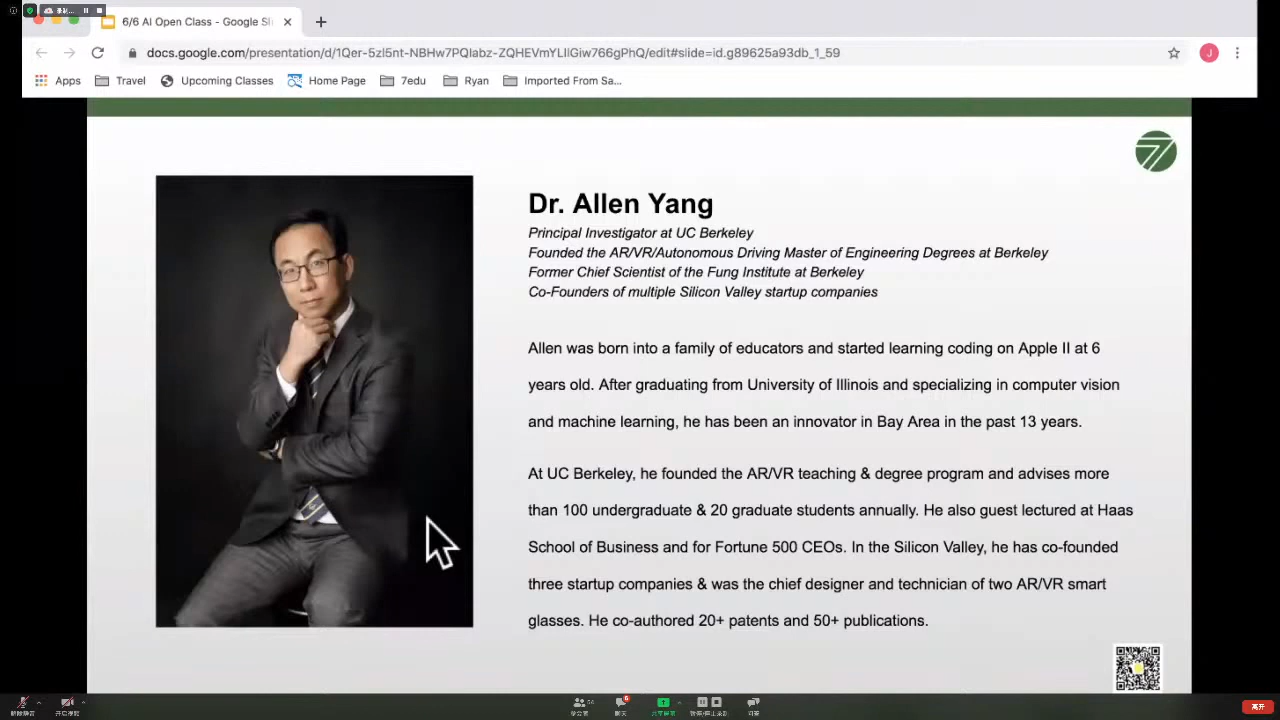 6/6 AI Open Class - Google Sl
docs.google.com/presentation/d/1Qer-5zl5nt-NBHw7PQlabz-ZQHEVmYLlIGiw766gPhQ/edit#slide=id.g89625a93db_1_59
J
Apps
Travel
Upcoming Classes
Home Page
7edu
Ryan
Imported From Sa...
Dr. Allen Yang
Principal Investigator at UC Berkeley
Founded the AR/VR/Autonomous Driving Master of Engineering Degrees at Berkeley
Former Chief Scientist of the Fung Institute at Berkeley
Co-Founders of multiple Silicon Valley startup companies
Allen was born into a family of educators and started learning coding on Apple II at 6
years old. After graduating from University of Illinois and specializing in computer vision
and machine learning, he has been an innovator in Bay Area in the past 13 years.
At UC Berkeley, he founded the AR/VR teaching & degree program and advises more
than 100 undergraduate & 20 graduate students annually. He also guest lectured at Haas
School of Business and for Fortune 500 CEOs. In the Silicon Valley, he has co-founded
three startup companies & was the chief designer and technician of two AR/VR smart
glasses. He co-authored 20+ patents and 50+ publications.
离开